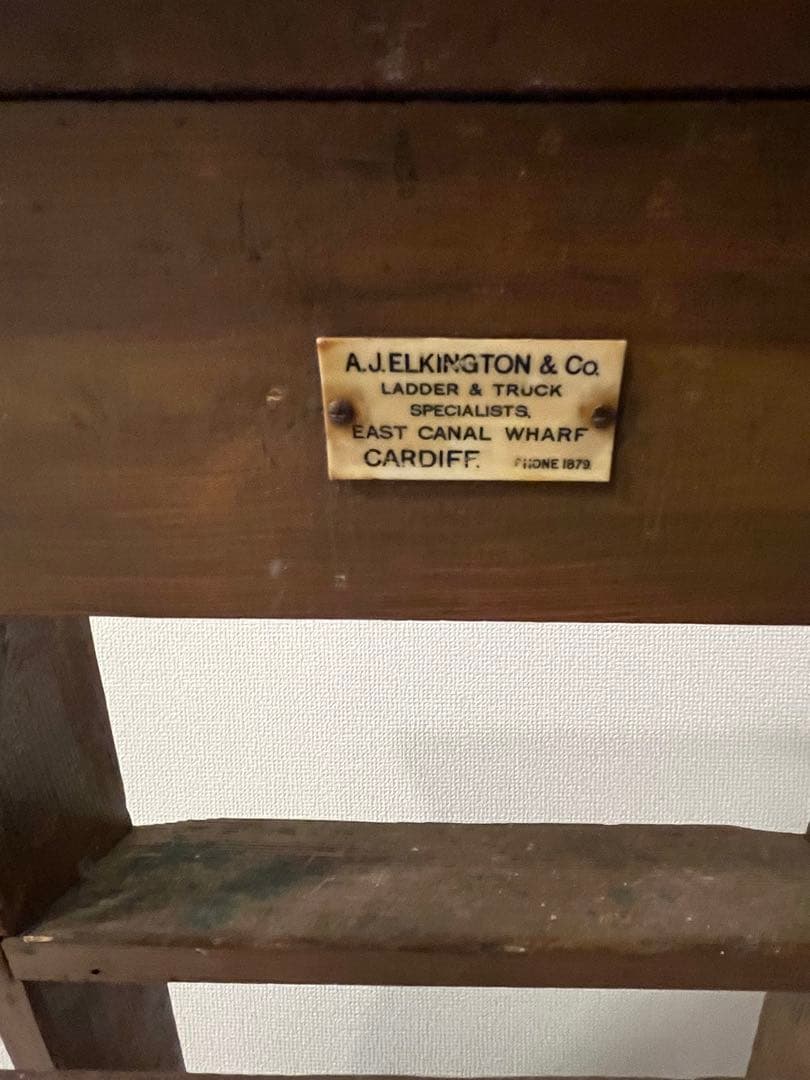 A.J. ELKINGTON & Co.
LADDER & TRUCK
SPECIALISTS.
EAST CANAL WHARF
CARDIFF. PHONE 1879.